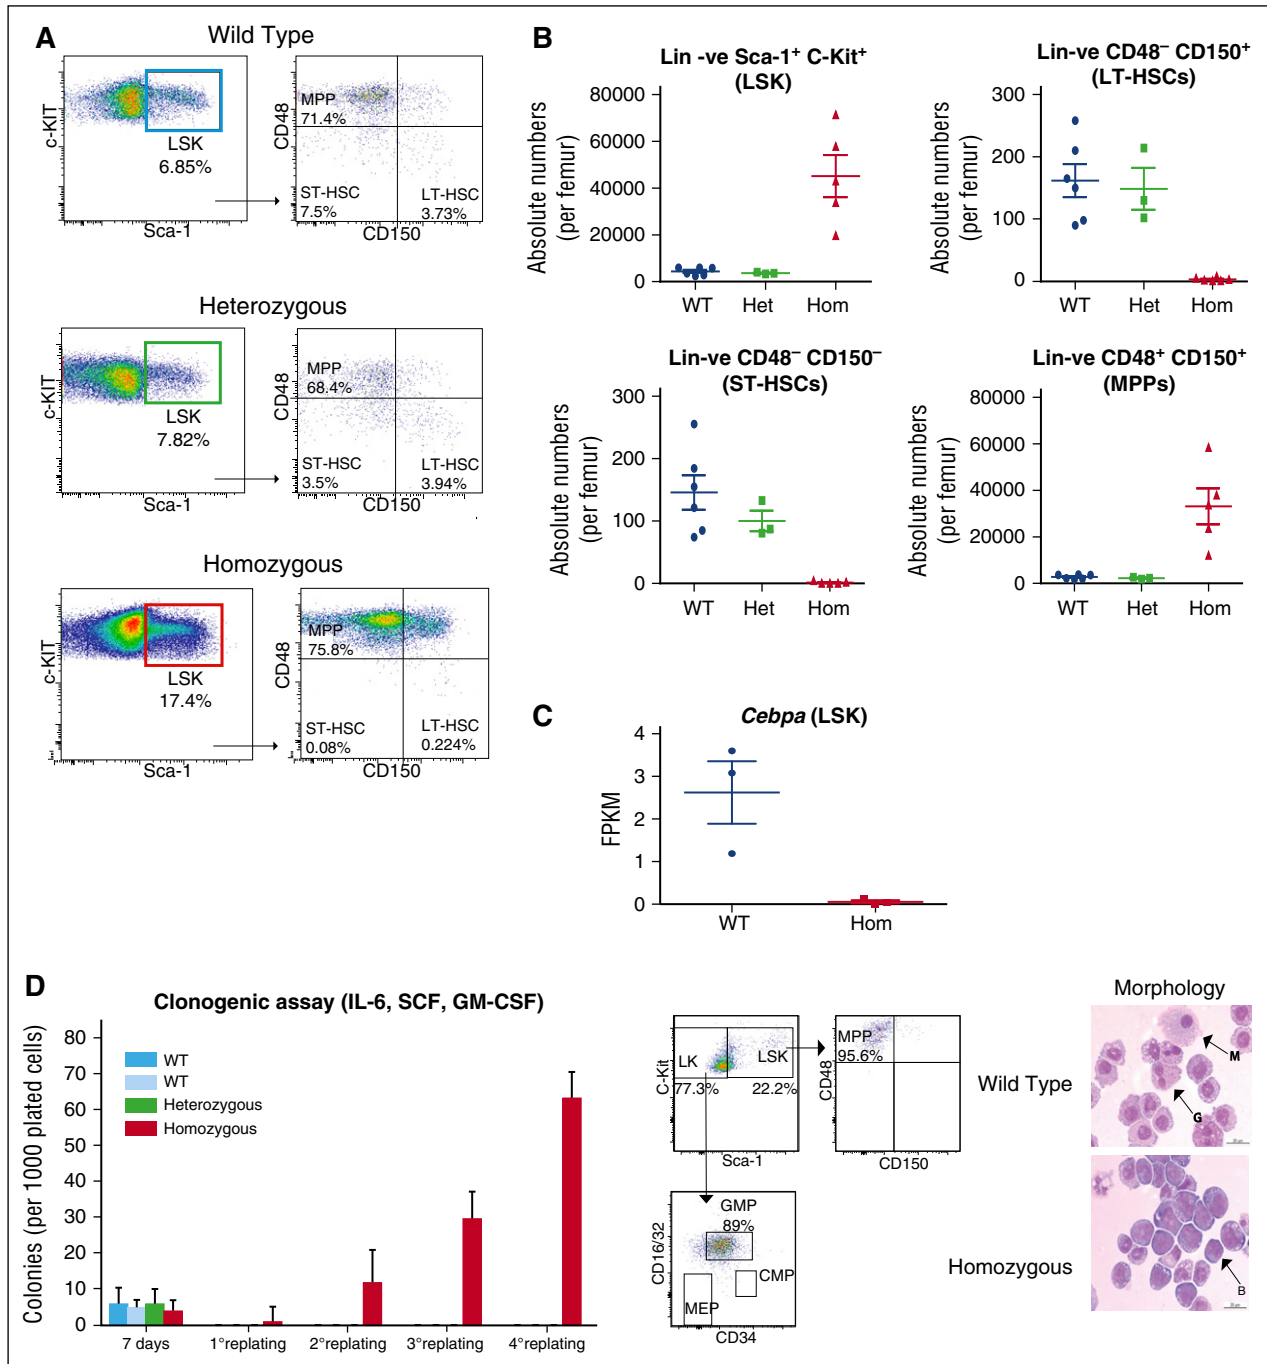 A
Wild Type
c-KIT
LSK
6.85%
Sca-1
CD48
MPP
71.4%
ST-HSC
7.5%
LT-HSC
3.73%
CD150
Heterozygous
c-KIT
LSK
7.82%
Sca-1
CD48
MPP
68.4%
ST-HSC
3.5%
LT-HSC
3.94%
CD150
Homozygous
c-KIT
LSK
17.4%
Sca-1
CD48
MPP
75.8%
ST-HSC
0.08%
LT-HSC
0.224%
CD150
B
Lin -ve Sca-1+ C-Kit+
(LSK)
Absolute numbers
(per femur)
80000
60000
40000
20000
0
WT Het Hom
Lin-ve CD48– CD150+
(LT-HSCs)
Absolute numbers
(per femur)
300
200
100
0
WT Het Hom
Lin-ve CD48– CD150–
(ST-HSCs)
Absolute numbers
(per femur)
300
200
100
0
WT Het Hom
Lin-ve CD48+ CD150+
(MPPs)
Absolute numbers
(per femur)
80000
60000
40000
20000
0
WT Het Hom
C
Cebpa (LSK)
FPKM
4
3
2
1
0
WT Hom
D
Clonogenic assay (IL-6, SCF, GM-CSF)
Colonies (per 1000 plated cells)
80
70
60
50
40
30
20
10
0
WT
WT
Heterozygous
Homozygous
7 days 1°replating 2°replating 3°replating 4°replating
C-Kit
LK
77.3%
LSK
22.2%
Sca-1
CD48
MPP
95.6%
CD150
CD16/32
GMP
89%
CMP
MEP
CD34
Morphology
Wild Type
M
G
Homozygous
B